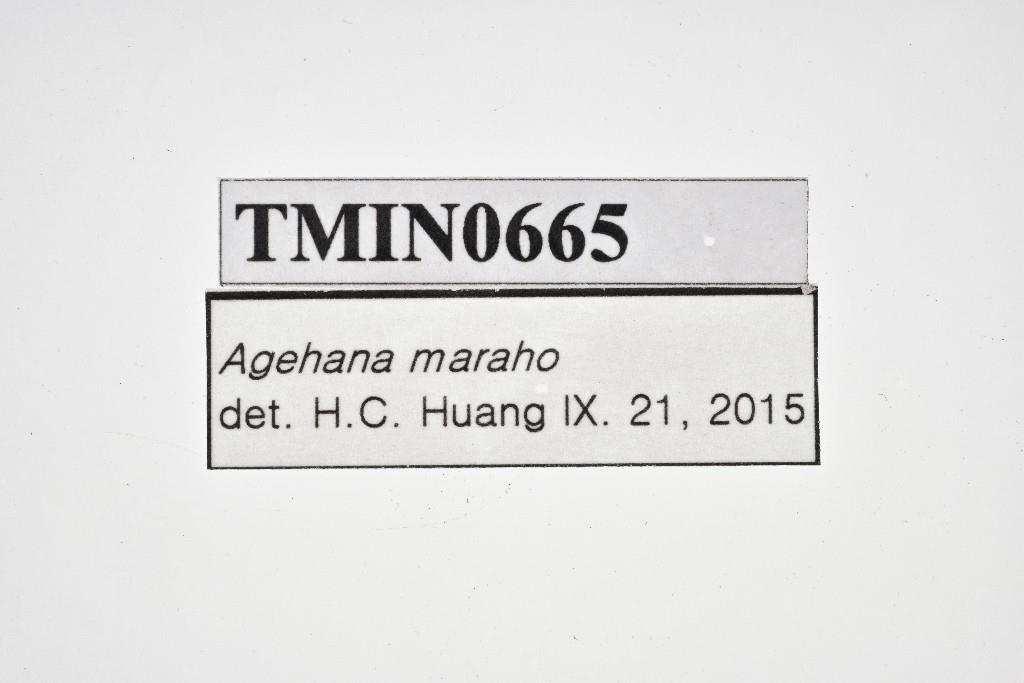 TMIN0665
Agehana maraho
det. H.C. Huang IX. 21, 2015